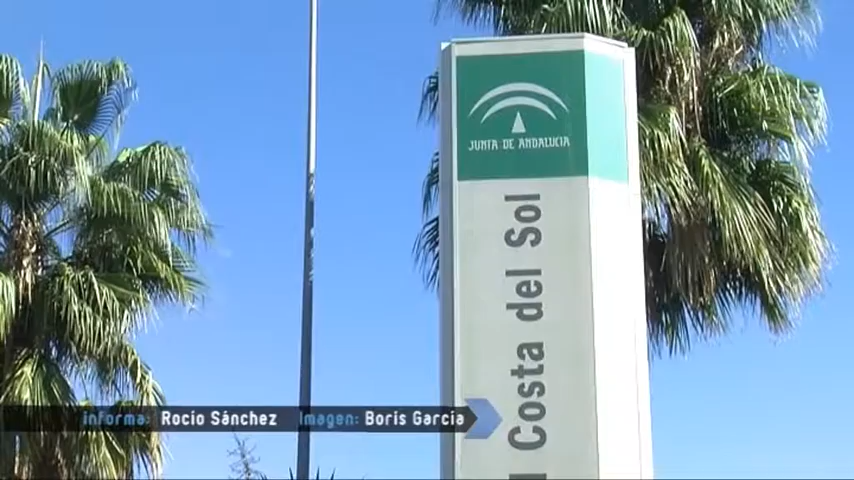 JUNTA DE ANDALUCIA
Costa del Sol
informa: Rocío Sánchez Imagen: Boris García